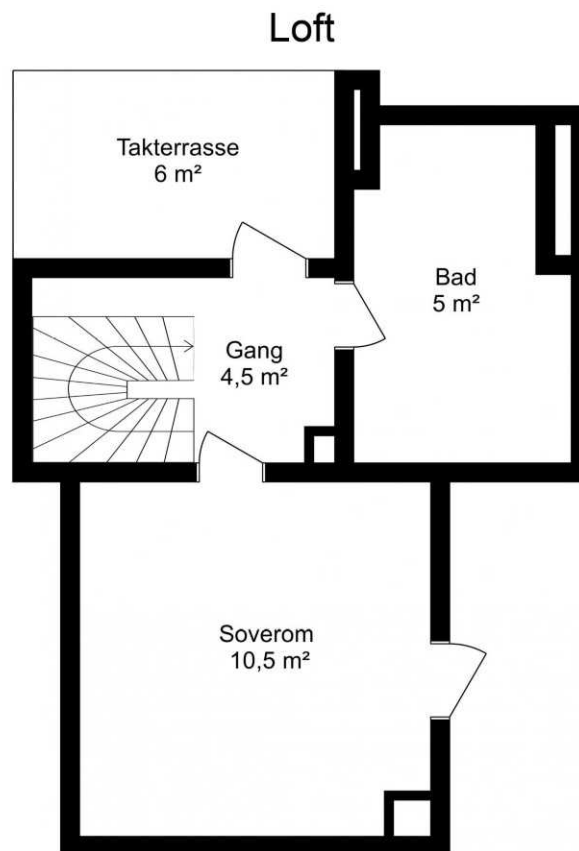 Loft
Takterrasse
6 m²
Bad
5 m²
Gang
4,5 m²
Soverom
10,5 m²